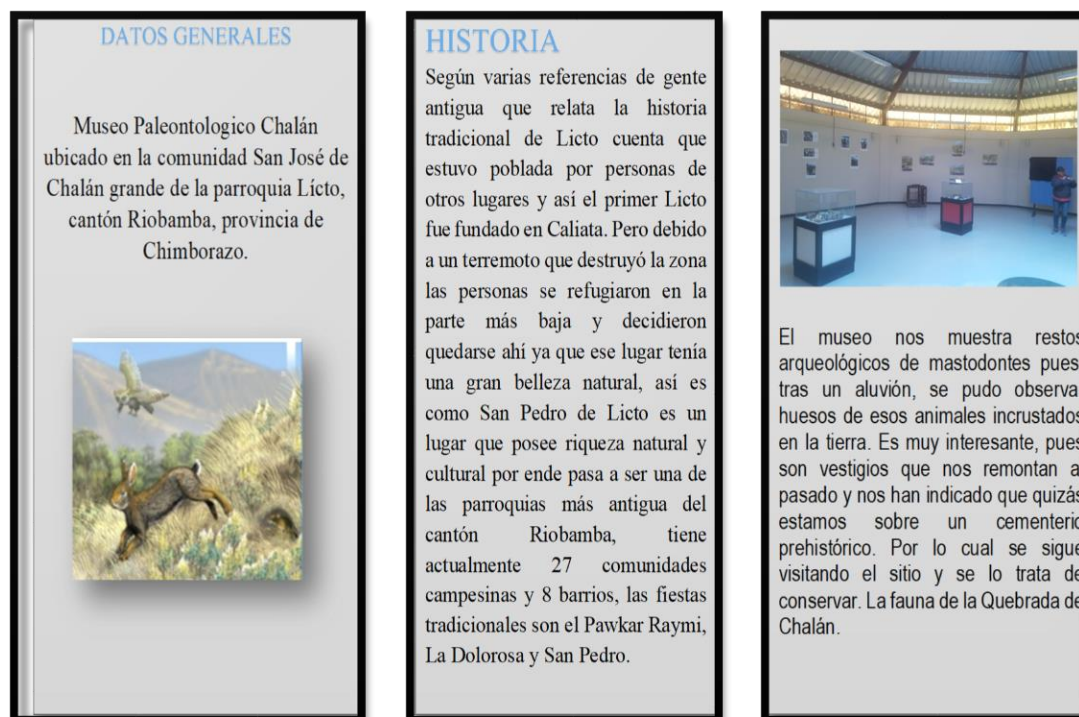 DATOS GENERALES
Museo Paleontologico Chalán
ubicado en la comunidad San José de
Chalán grande de la parroquia Lícto,
cantón Riobamba, provincia de
Chimborazo.
HISTORIA
Según varias referencias de gente
antigua que relata la historia
tradicional de Licto cuenta que
estuvo poblada por personas de
otros lugares y así el primer Licto
fue fundado en Caliata. Pero debido
a un terremoto que destruyó la zona
las personas se refugiaron en la
parte más baja y decidieron
quedarse ahí ya que ese lugar tenía
una gran belleza natural, así es
como San Pedro de Licto es un
lugar que posee riqueza natural y
cultural por ende pasa a ser una de
las parroquias más antigua del
cantón Riobamba, tiene
actualmente 27 comunidades
campesinas y 8 barrios, las fiestas
tradicionales son el Pawkar Raymi,
La Dolorosa y San Pedro.
El museo nos muestra restos
arqueológicos de mastodontes pues
tras un aluvión, se pudo observa
huesos de esos animales incrustados
en la tierra. Es muy interesante, pues
son vestigios que nos remontan a
pasado y nos han indicado que quizás
estamos sobre un cementerio
prehistórico. Por lo cual se sigue
visitando el sitio y se lo trata de
conservar. La fauna de la Quebrada de
Chalán.